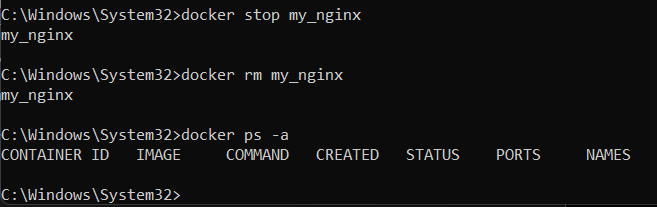 C:\Windows\System32>docker stop my_nginx
my_nginx
C:\Windows\System32>docker rm my_nginx
my_nginx
C:\Windows\System32>docker ps -a
CONTAINER ID   IMAGE     COMMAND   CREATED   STATUS    PORTS     NAMES
C:\Windows\System32>